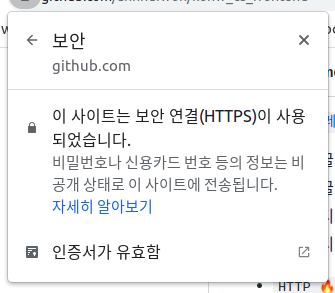 보안
github.com
이 사이트는 보안 연결(HTTPS)이 사용
되었습니다.
비밀번호나 신용카드 번호 등의 정보는 비
공개 상태로 이 사이트에 전송됩니다.
자세히 알아보기
인증서가 유효함
HTTP 🔥